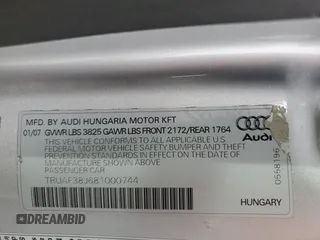 MFD. BY AUDI HUNGARIA MOTOR KFT
01/07 GVWR LBS 3825 GAWR LBS FRONT 2172/REAR 1764
THIS VEHICLE CONFORMS TO ALL APPLICABLE U.S.
FEDERAL MOTOR VEHICLE SAFETY, BUMPER, AND
THEFT PREVENTION STANDARDS IN EFFECT
ON THE DATE OF MANUFACTURE SHOWN ABOVE
PASSENGER CAR
TRUAF38J681000744
Audi
0558196
HUNGARY
DREAMBID